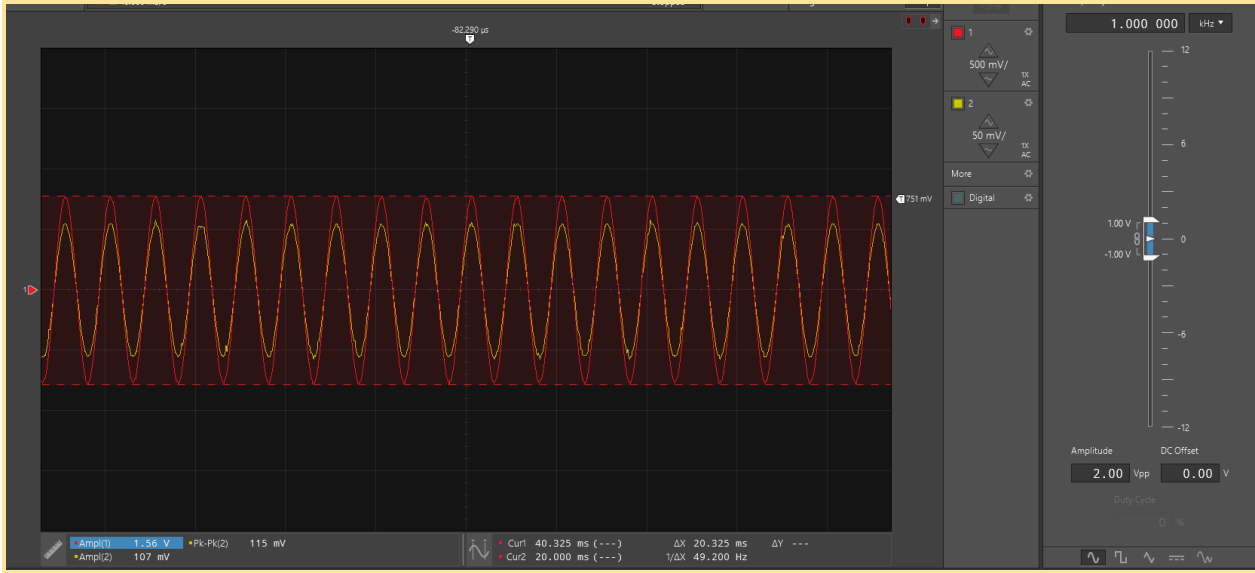 -82.290 µs
1
500 mV/
1X
AC
2
50 mV/
1X
AC
More
Digital
T 751 mV
1
Ampl(1) 1.56 V Pk-Pk(2) 115 mV
Ampl(2) 107 mV
Cur1 40.325 ms (---) ΔX 20.325 ms ΔY ---
Cur2 20.000 ms (---) 1/ΔX 49.200 Hz
1.000 000 kHz
12
6
1.00 V
0
-1.00 V
-6
-12
Amplitude DC Offset
2.00 Vpp 0.00 V
Duty Cycle
0 %